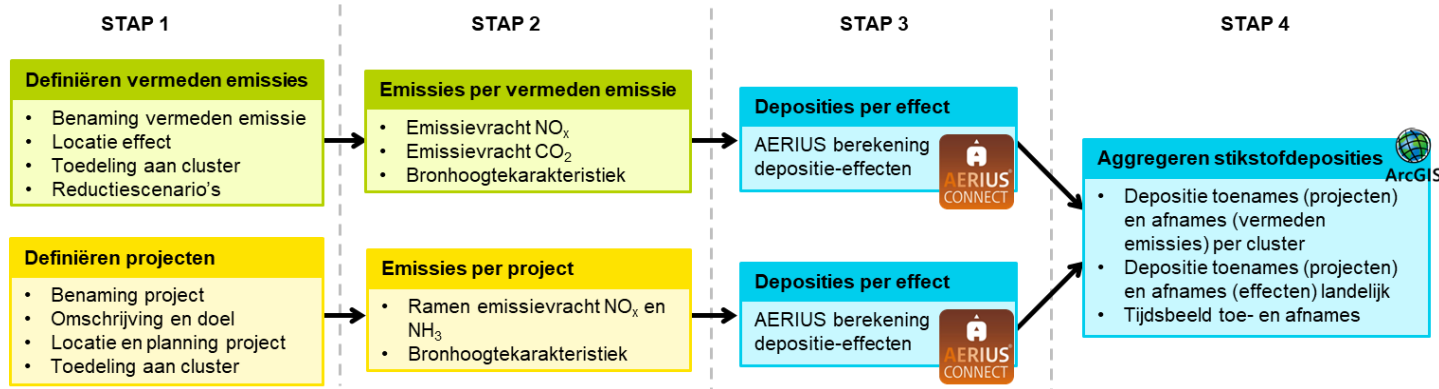 STAP 1
STAP 2
STAP 3
STAP 4
Definiëren vermeden emissies
• Benaming vermeden emissie
• Locatie effect
• Toedeling aan cluster
• Reductiescenario's
Emissies per vermeden emissie
• Emissievracht NOx
• Emissievracht CO2
• Bronhoogtekarakteristiek
Deposities per effect
AERIUS berekening
depositie-effecten
AERIUS
CONNECT
Definiëren projecten
• Benaming project
• Omschrijving en doel
• Locatie en planning project
• Toedeling aan cluster
Emissies per project
• Ramen emissievracht NOx en
NH3
• Bronhoogtekarakteristiek
Deposities per effect
AERIUS berekening
depositie-effecten
AERIUS
CONNECT
Aggregeren stikstofdeposities
ArcGIS
• Depositie toenames (projecten)
en afnames (vermeden
emissies) per cluster
• Depositie toenames (projecten)
en afnames (effecten) landelijk
• Tijdsbeeld toe- en afnames